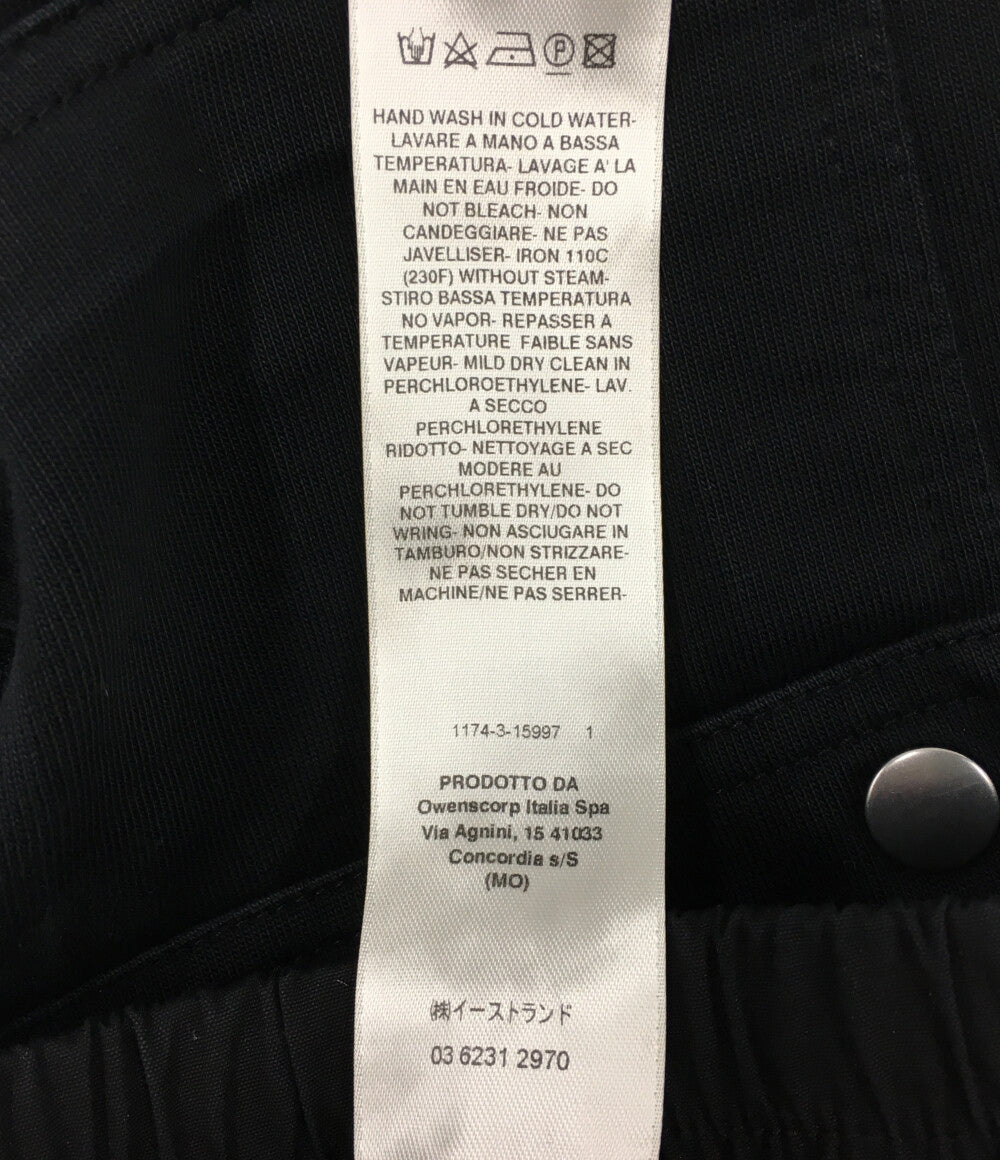 P
HAND WASH IN COLD WATER-
LAVARE A MANO A BASSA
TEMPERATURA- LAVAGE A' LA
MAIN EN EAU FROIDE- DO
NOT BLEACH- NON
CANDEGGIARE- NE PAS
JAVELLISER- IRON 110C
(230F) WITHOUT STEAM-
STIRO BASSA TEMPERATURA
NO VAPOR- REPASSER A
TEMPERATURE FAIBLE SANS
VAPEUR- MILD DRY CLEAN IN
PERCHLOROETHYLENE- LAV.
A SECCO
PERCHLORETHYLENE
RIDOTTO- NETTOYAGE A SEC
MODERE AU
PERCHLORETHYLENE- DO
NOT TUMBLE DRY/DO NOT
WRING- NON ASCIUGARE IN
TAMBURO/NON STRIZZARE-
NE PAS SECHER EN
MACHINE/NE PAS SERRER-
1174-3-15997 1
PRODOTTO DA
Owenscorp Italia Spa
Via Agnini, 15 41033
Concordia s/S
(MO)
㈱イーストランド
03 6231 2970